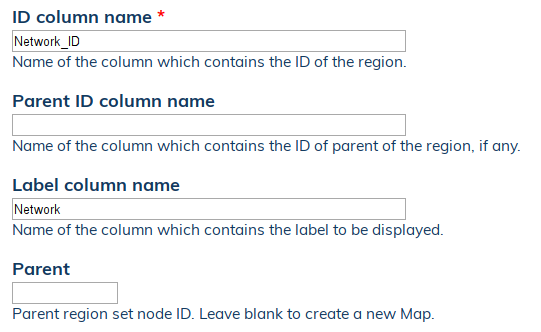 ID column name *
Network_ID
Name of the column which contains the ID of the region.
Parent ID column name
Name of the column which contains the ID of parent of the region, if any.
Label column name
Network
Name of the column which contains the label to be displayed.
Parent
Parent region set node ID. Leave blank to create a new Map.